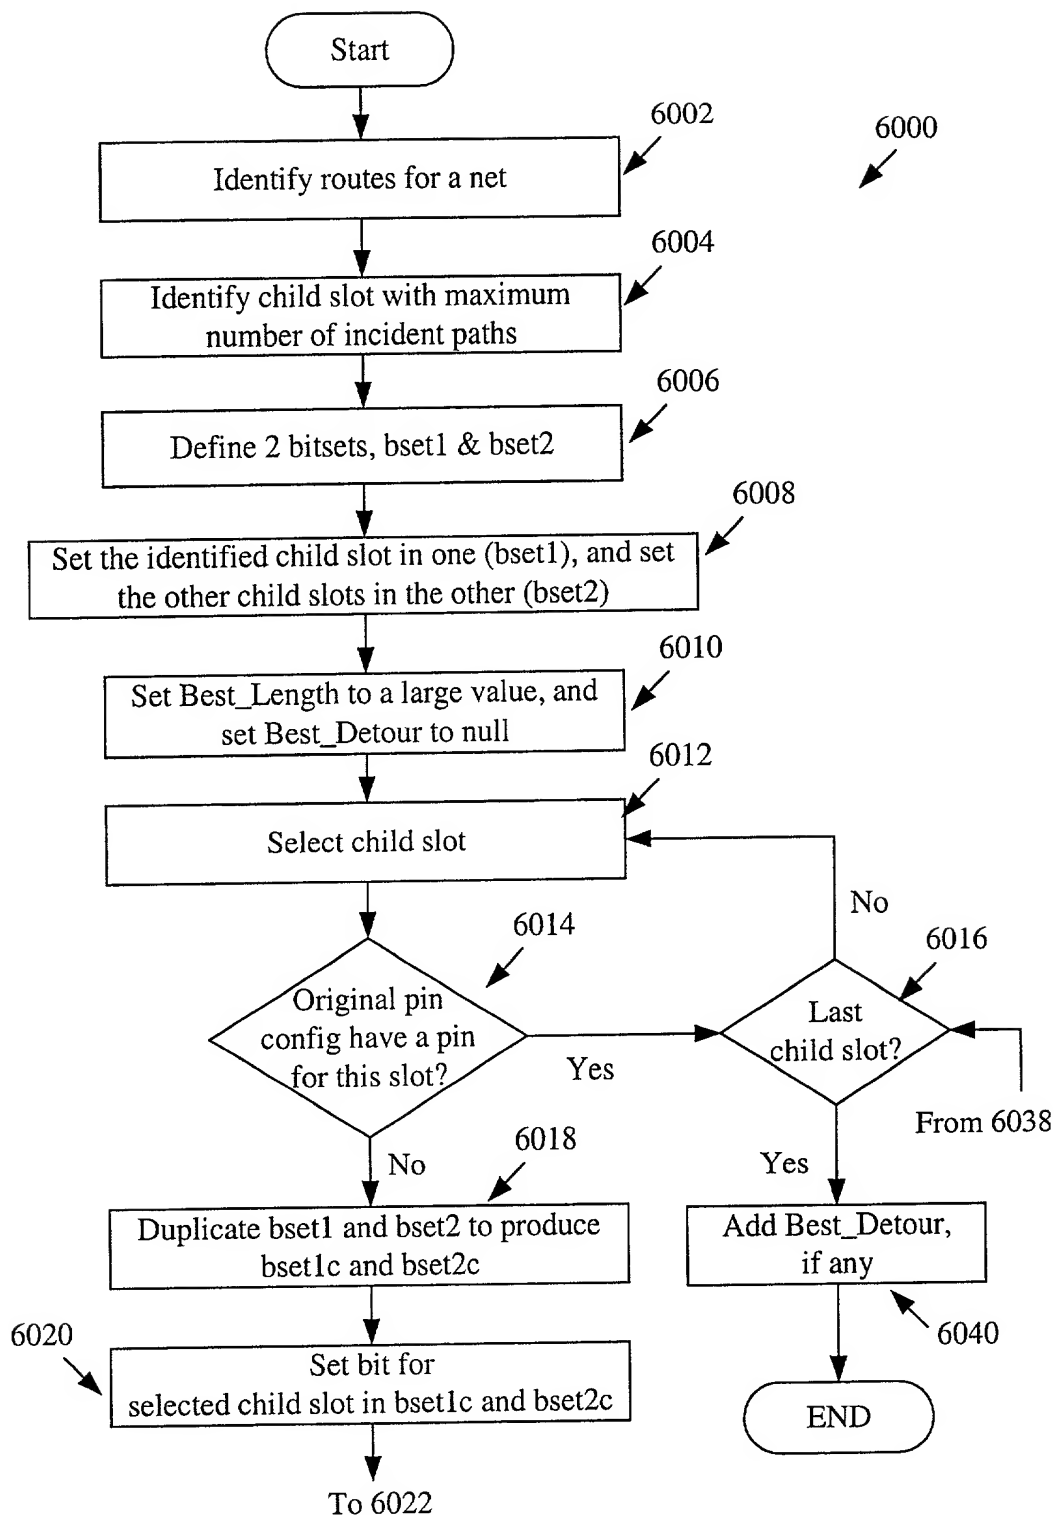 Start
6002
6000
Identify routes for a net
6004
Identify child slot with maximum
number of incident paths
6006
Define 2 bitsets, bset1 & bset2
6008
Set the identified child slot in one (bset1), and set
the other child slots in the other (bset2)
6010
Set Best_Length to a large value, and
set Best_Detour to null
6012
Select child slot
No
6014
6016
Original pin
config have a pin
for this slot?
Last
child slot?
Yes
From 6038
6018
No
Yes
Duplicate bset1 and bset2 to produce
bset1c and bset2c
Add Best_Detour,
if any
6020
6040
Set bit for
selected child slot in bset1c and bset2c
END
To 6022